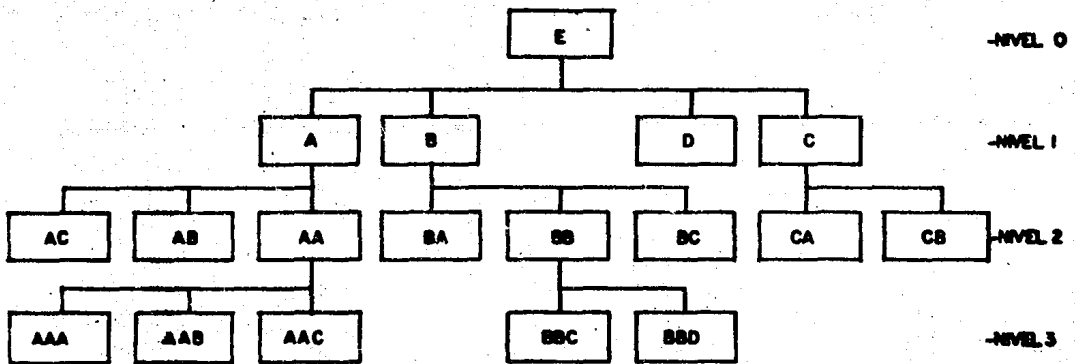 E -NIVEL 0
A B D C -NIVEL 1
AC AB AA BA BB BC CA CB -NIVEL 2
AAA AAB AAC BBC BBD -NIVEL 3